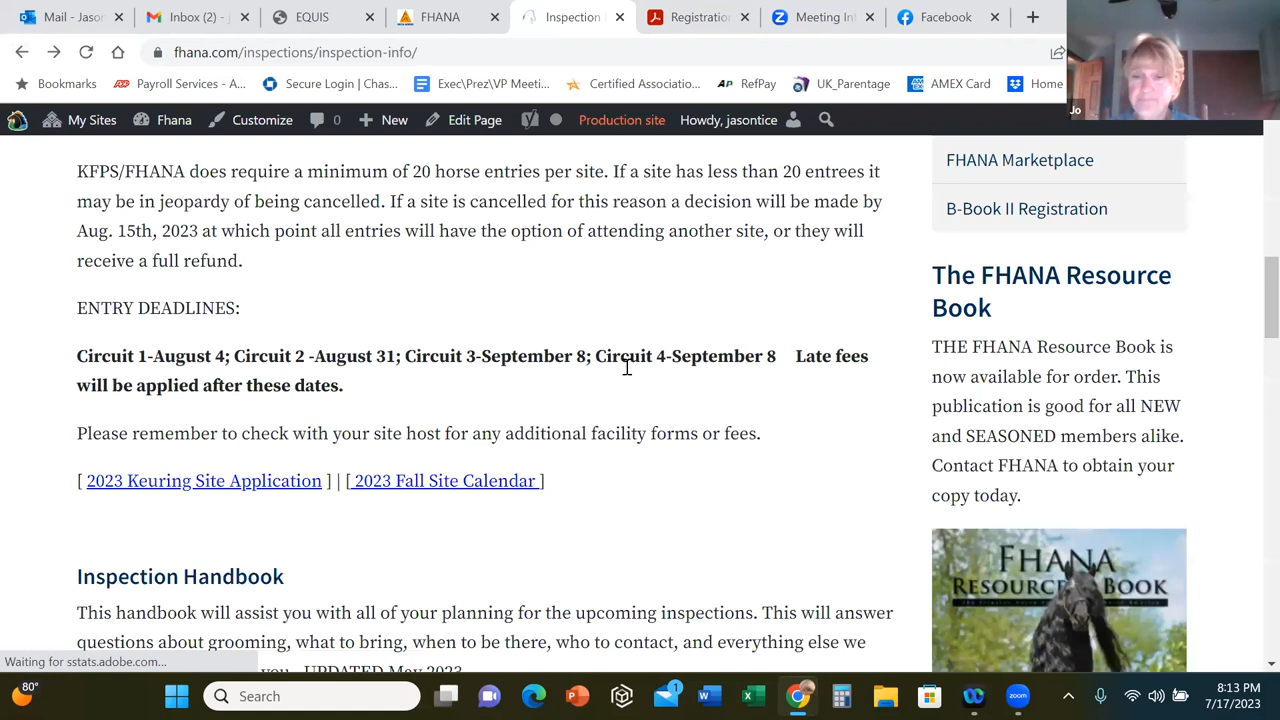 Mail - Jason
Inbox (2) - j
EQUIS
FHANA
Inspection
Registration
Meeting in
Facebook
fhana.com/inspections/inspection-info/
Bookmarks
Payroll Services - A...
Secure Login | Chas...
Exec\Prez\VP Meeti...
Certified Associatio...
RefPay
UK_Parentage
AMEX Card
Home
Jo
My Sites
Fhana
Customize
0
New
Edit Page
Production site
Howdy, jasontice
KFPS/FHANA does require a minimum of 20 horse entries per site. If a site has less than 20 entrees it
may be in jeopardy of being cancelled. If a site is cancelled for this reason a decision will be made by
Aug. 15th, 2023 at which point all entries will have the option of attending another site, or they will
receive a full refund.
ENTRY DEADLINES:
Circuit 1-August 4; Circuit 2 -August 31; Circuit 3-September 8; Circuit 4-September 8 Late fees
will be applied after these dates.
Please remember to check with your site host for any additional facility forms or fees.
[ 2023 Keuring Site Application ] | [ 2023 Fall Site Calendar ]
Inspection Handbook
This handbook will assist you with all of your planning for the upcoming inspections. This will answer
questions about grooming, what to bring, when to be there, who to contact, and everything else we
you. UPDATED May 2023
FHANA Marketplace
B-Book II Registration
The FHANA Resource
Book
THE FHANA Resource Book is
now available for order. This
publication is good for all NEW
and SEASONED members alike.
Contact FHANA to obtain your
copy today.
FHANA
RESOURCE BOOK
Waiting for sstats.adobe.com...
80°
Search
1
zoom
8:13 PM
7/17/2023